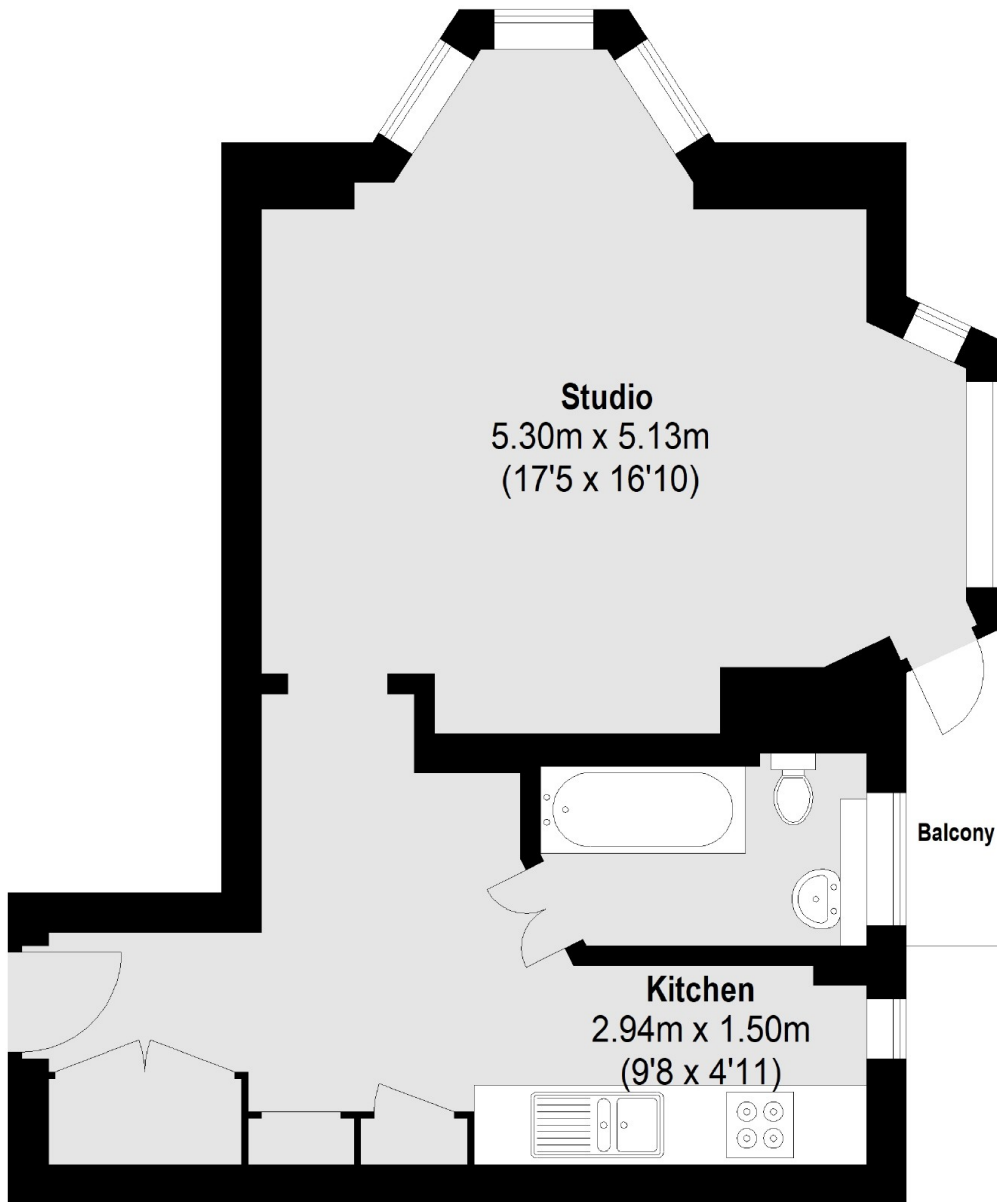 Studio
5.30m x 5.13m
(17'5 x 16'10)
Balcony
Kitchen
2.94m x 1.50m
(9'8 x 4'11)